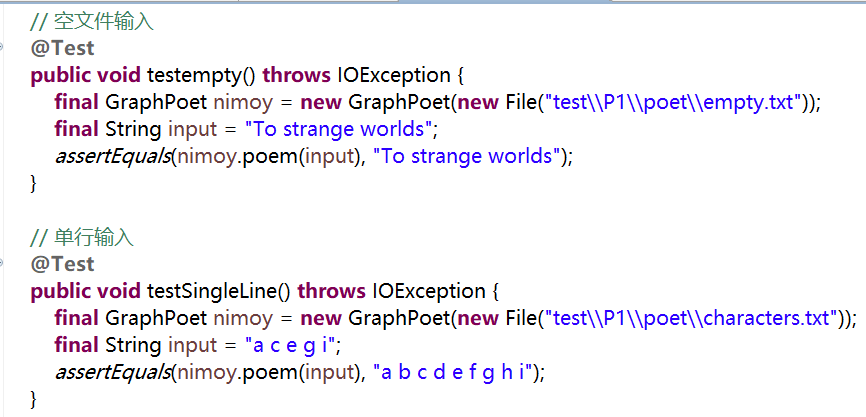 // 空文件输入
@Test
public void testempty() throws IOException {
final GraphPoet nimoy = new GraphPoet(new File("test\\P1\\poet\\empty.txt"));
final String input = "To strange worlds";
assertEquals(nimoy.poem(input), "To strange worlds");
}
// 单行输入
@Test
public void testSingleLine() throws IOException {
final GraphPoet nimoy = new GraphPoet(new File("test\\P1\\poet\\characters.txt"));
final String input = "a c e g i";
assertEquals(nimoy.poem(input), "a b c d e f g h i");
}